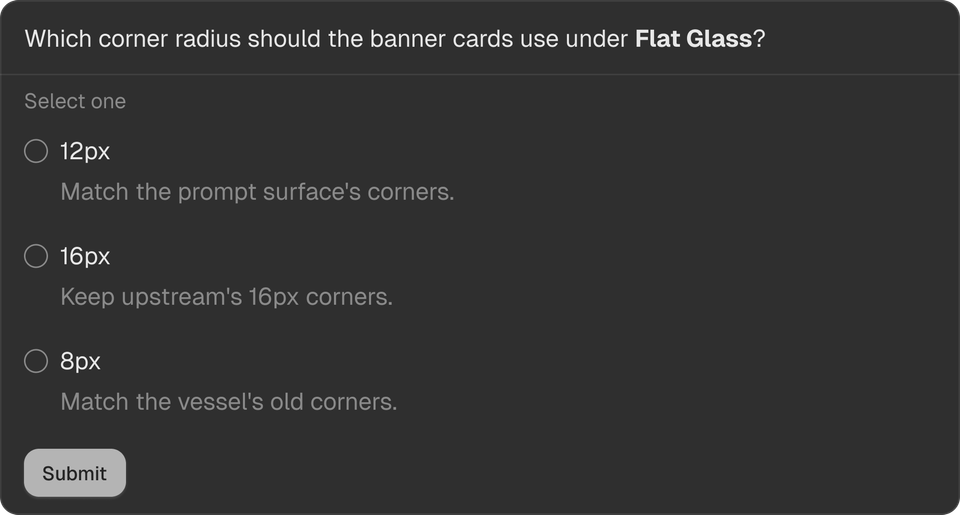 Which corner radius should the banner cards use under Flat Glass?
Select one
12px
Match the prompt surface's corners.
16px
Keep upstream's 16px corners.
8px
Match the vessel's old corners.
Submit